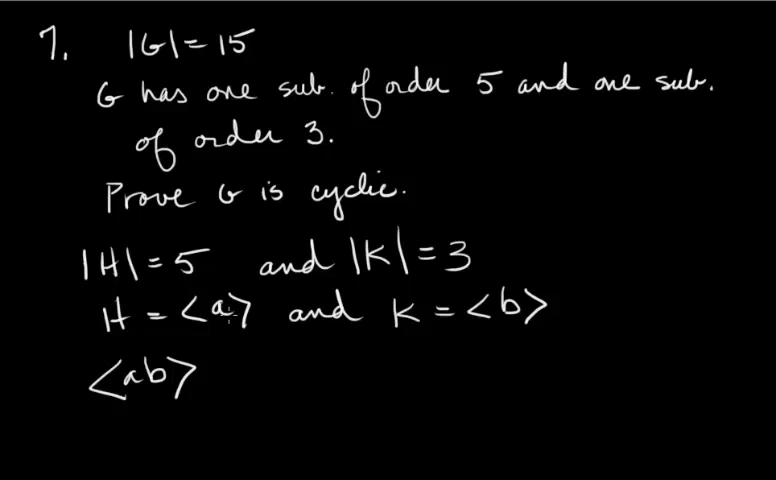 7. |G| = 15
G has one sub. of order 5 and one sub.
of order 3.
Prove G is cyclic.
|H| = 5 and |K| = 3
H = <a> and K = <b>
<ab>